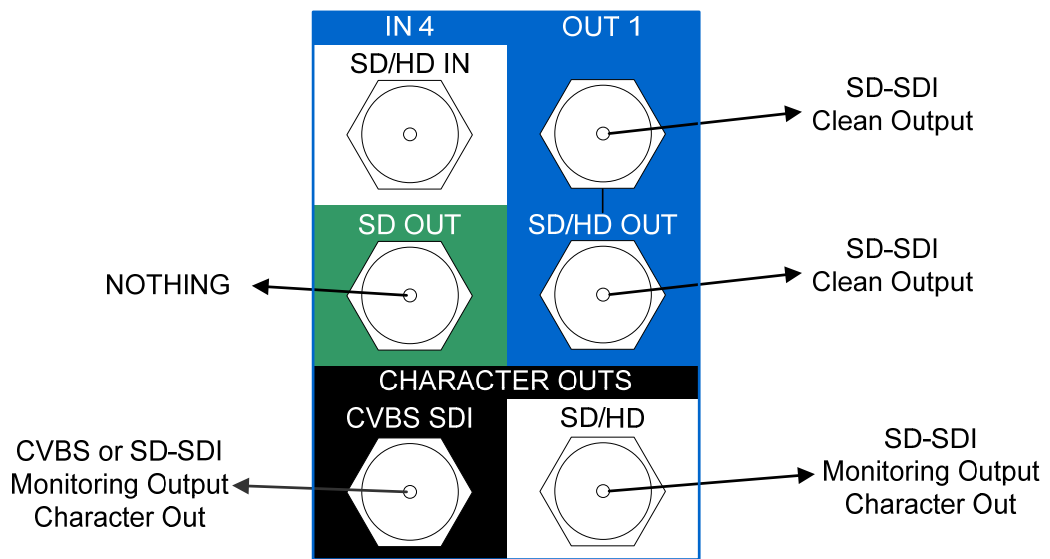 IN 4
OUT 1
SD/HD IN
SD-SDI
Clean Output
SD OUT
SD/HD OUT
NOTHING
SD-SDI
Clean Output
CHARACTER OUTS
CVBS SDI
SD/HD
CVBS or SD-SDI
Monitoring Output
Character Out
SD-SDI
Monitoring Output
Character Out